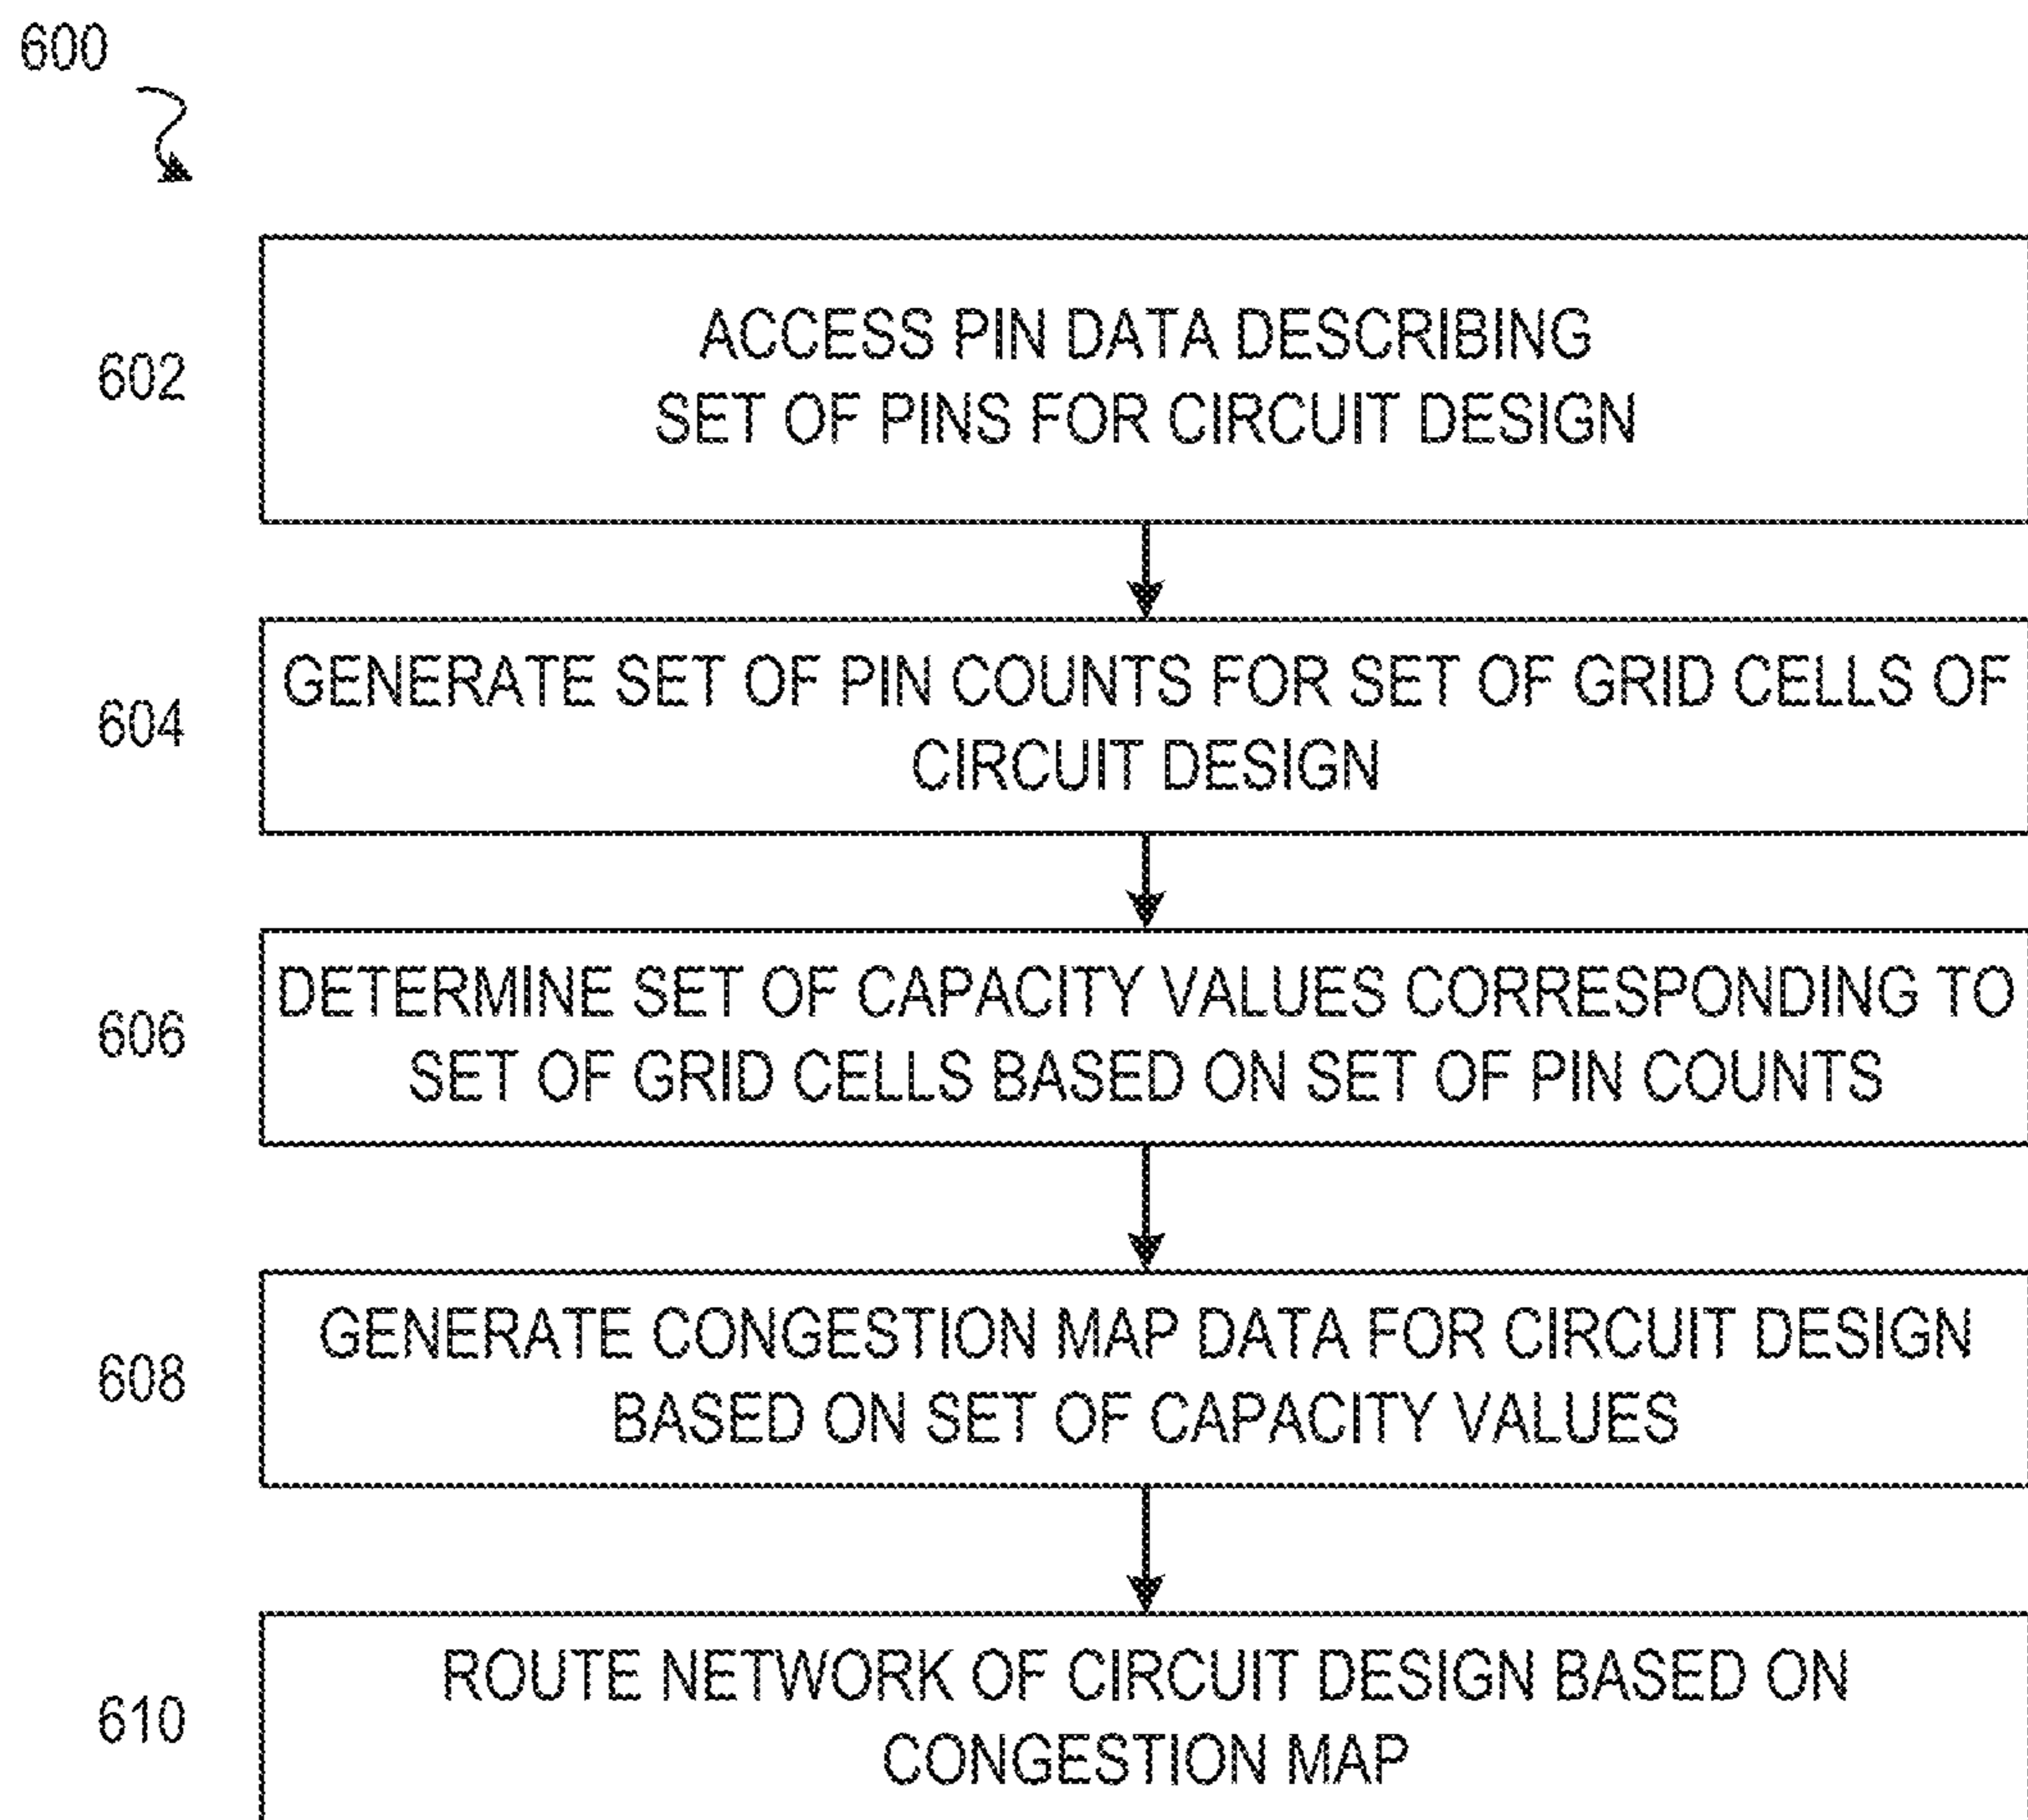 600
602
ACCESS PIN DATA DESCRIBING
SET OF PINS FOR CIRCUIT DESIGN
604
GENERATE SET OF PIN COUNTS FOR SET OF GRID CELLS OF
CIRCUIT DESIGN
606
DETERMINE SET OF CAPACITY VALUES CORRESPONDING TO
SET OF GRID CELLS BASED ON SET OF PIN COUNTS
608
GENERATE CONGESTION MAP DATA FOR CIRCUIT DESIGN
BASED ON SET OF CAPACITY VALUES
610
ROUTE NETWORK OF CIRCUIT DESIGN BASED ON
CONGESTION MAP